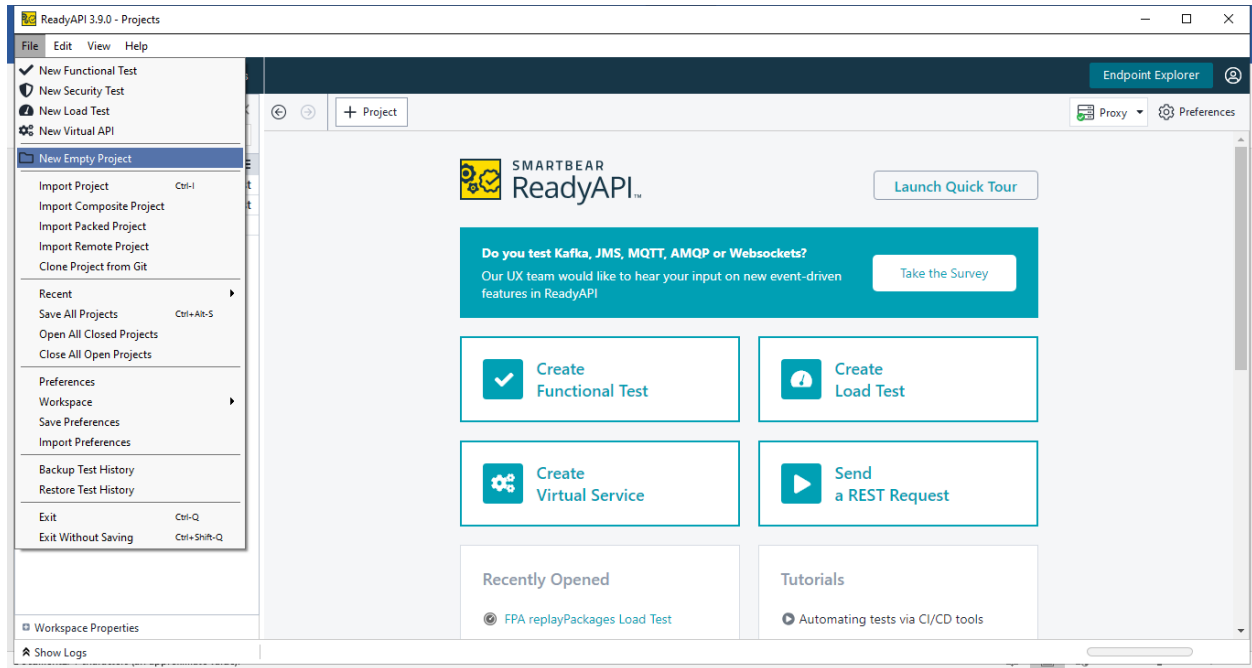 ReadyAPI 3.9.0 - Projects
File Edit View Help
New Functional Test
New Security Test
New Load Test
New Virtual API
New Empty Project
Import Project Ctrl-I
Import Composite Project
Import Packed Project
Import Remote Project
Clone Project from Git
Recent
Save All Projects Ctrl+Alt-S
Open All Closed Projects
Close All Open Projects
Preferences
Workspace
Save Preferences
Import Preferences
Backup Test History
Restore Test History
Exit Ctrl-Q
Exit Without Saving Ctrl+Shift-Q
Workspace Properties
Show Logs
Endpoint Explorer
+ Project
Proxy
Preferences
SMARTBEAR
ReadyAPI™
Launch Quick Tour
Do you test Kafka, JMS, MQTT, AMQP or Websockets?
Our UX team would like to hear your input on new event-driven
features in ReadyAPI
Take the Survey
Create
Functional Test
Create
Load Test
Create
Virtual Service
Send
a REST Request
Recently Opened
FPA replayPackages Load Test
Tutorials
Automating tests via CI/CD tools